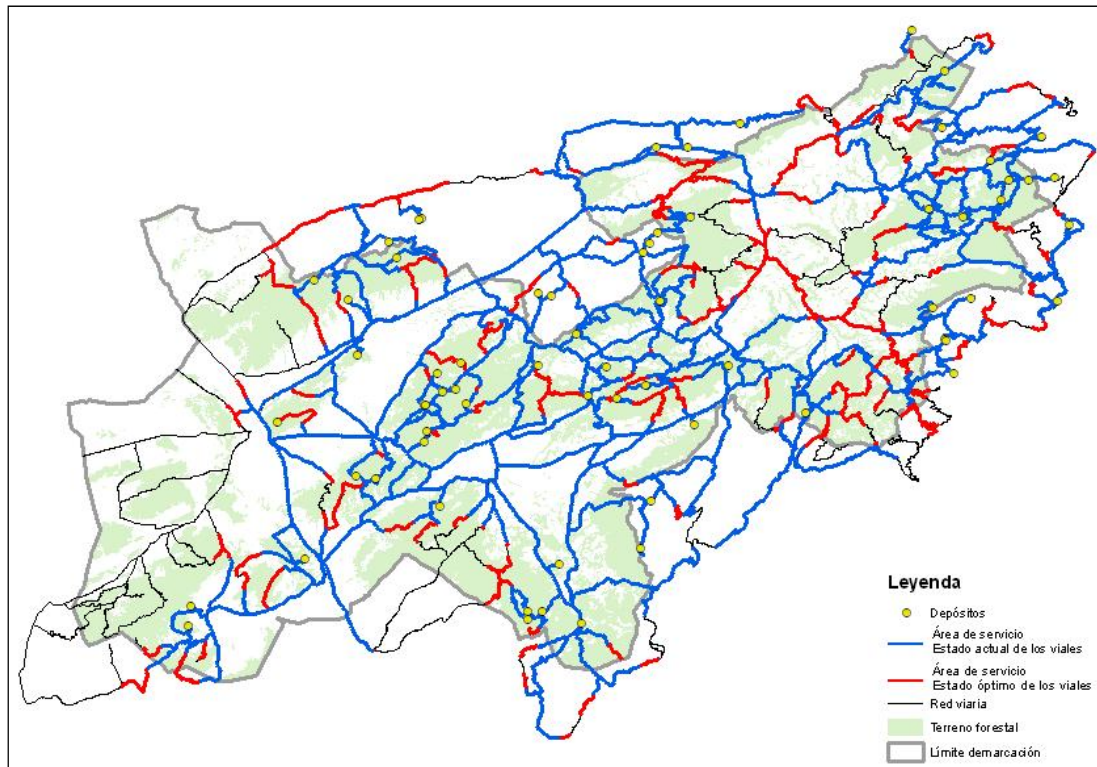 Leyenda
Depósitos
Área de servicio
Estado actual de los viales
Área de servicio
Estado óptimo de los viales
Red viaria
Terreno forestal
Límite demarcación